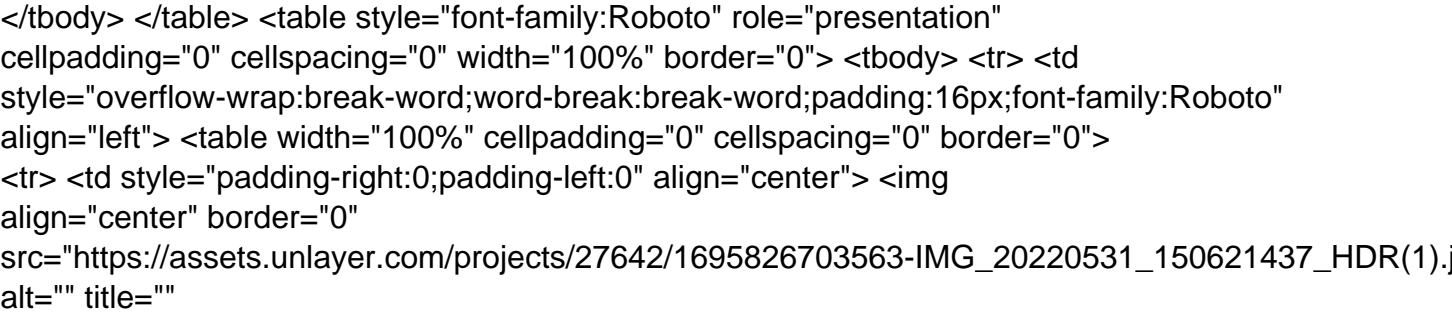 </tbody> </table> <table style="font-family:Roboto" role="presentation"
cellpadding="0" cellspacing="0" width="100%" border="0"> <tbody> <tr> <td
style="overflow-wrap:break-word;word-break:break-word;padding:16px;font-family:Roboto"
align="left"> <table width="100%" cellpadding="0" cellspacing="0" border="0">
<tr> <td style="padding-right:0;padding-left:0" align="center"> <img
align="center" border="0"
src="https://assets.unlayer.com/projects/27642/1695826703563-IMG_20220531_150621437_HDR(1).j
alt="" title=""